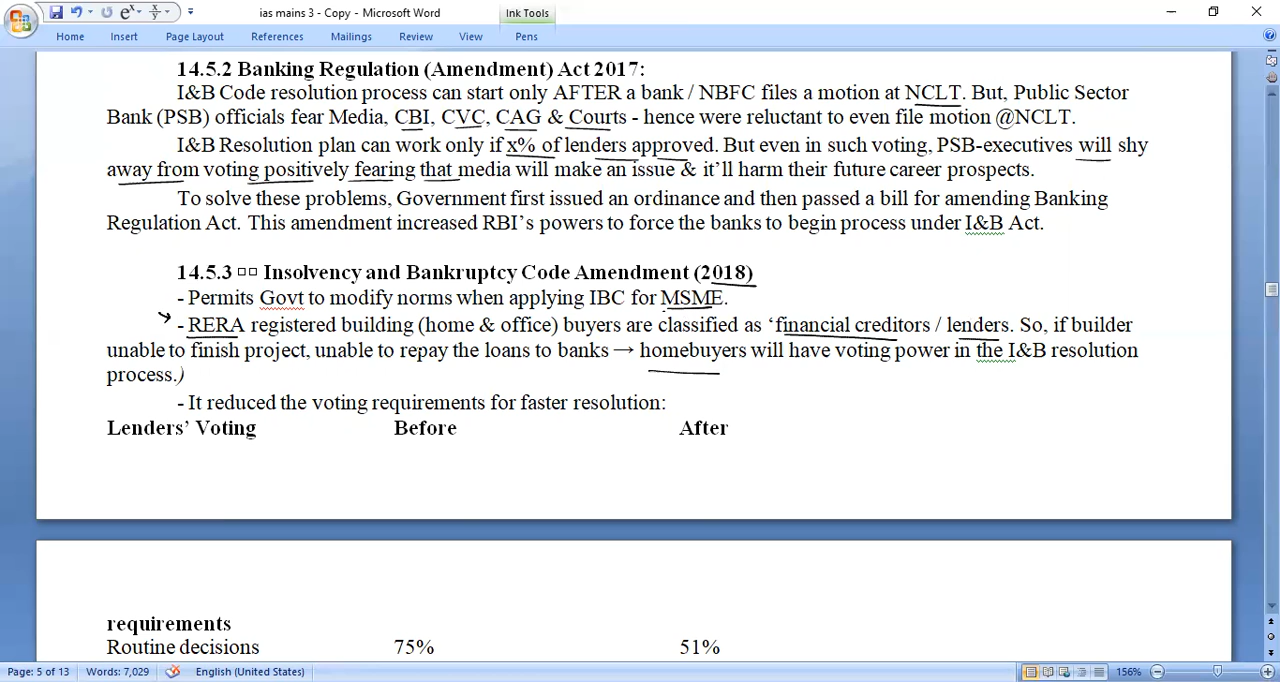 ias mains 3 - Copy - Microsoft Word
Ink Tools
Home Insert Page Layout References Mailings Review View Pens
14.5.2 Banking Regulation (Amendment) Act 2017:
I&B Code resolution process can start only AFTER a bank / NBFC files a motion at NCLT. But, Public Sector
Bank (PSB) officials fear Media, CBI, CVC, CAG & Courts - hence were reluctant to even file motion @NCLT.
I&B Resolution plan can work only if x% of lenders approved. But even in such voting, PSB-executives will shy
away from voting positively fearing that media will make an issue & it’ll harm their future career prospects.
To solve these problems, Government first issued an ordinance and then passed a bill for amending Banking
Regulation Act. This amendment increased RBI’s powers to force the banks to begin process under I&B Act.
14.5.3 □□ Insolvency and Bankruptcy Code Amendment (2018)
- Permits Govt to modify norms when applying IBC for MSME.
- RERA registered building (home & office) buyers are classified as ‘financial creditors / lenders. So, if builder
unable to finish project, unable to repay the loans to banks → homebuyers will have voting power in the I&B resolution
process.)
- It reduced the voting requirements for faster resolution:
Lenders’ Voting Before After
requirements
Routine decisions 75% 51%
Page: 5 of 13 Words: 7,029 English (United States) 156%